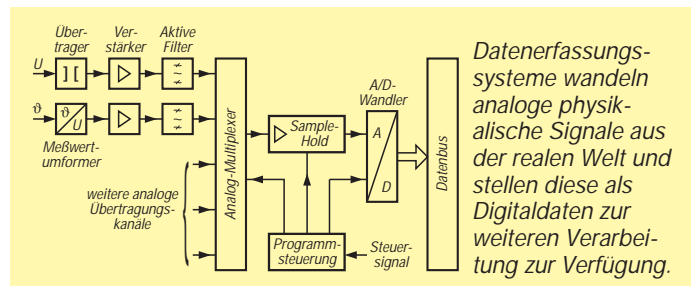 Über-
trager
Ver-
stärker
Aktive
Filter
U
ϑ
ϑ
U
Meßwert-
umformer
weitere analoge
Übertragungs-
kanäle
Analog-Multiplexer
Sample-
Hold
A/D-
Wandler
A
D
Datenbus
Programm-
steuerung
Steuer-
signal
Datenerfassungs-
systeme wandeln
analoge physik-
alische Signale aus
der realen Welt und
stellen diese als
Digitaldaten zur
weiteren Verarbei-
tung zur Verfügung.